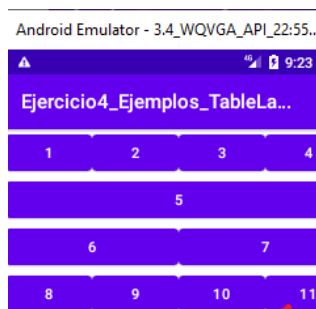 Android Emulator - 3.4_WQVGA_API_22:55..
4G 9:23
Ejercicio4_Ejemplos_TableLa...
1 2 3 4
5
6 7
8 9 10 11